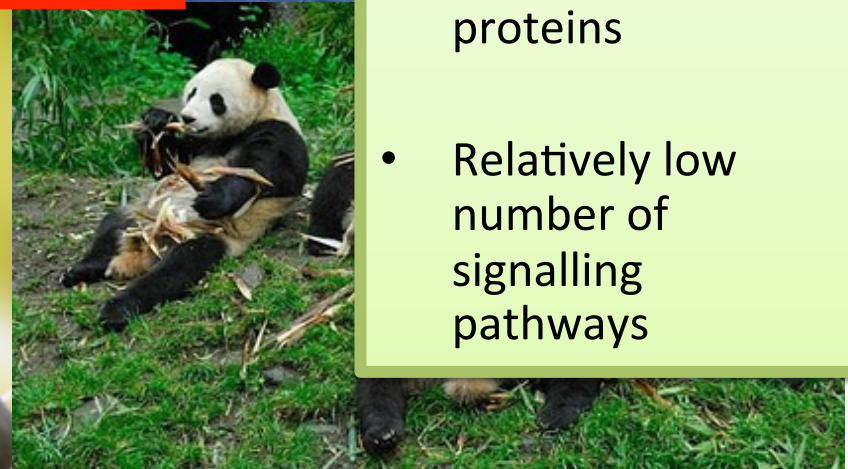 proteins
• Relatively low
number of
signalling
pathways